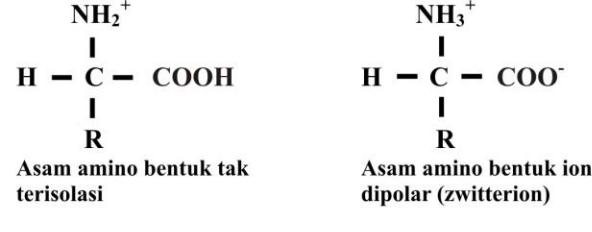 NH₂⁺ NH₃⁺
H – C – COOH H – C – COO⁻
R R
Asam amino bentuk tak
terisolasi
Asam amino bentuk ion
dipolar (zwitterion)